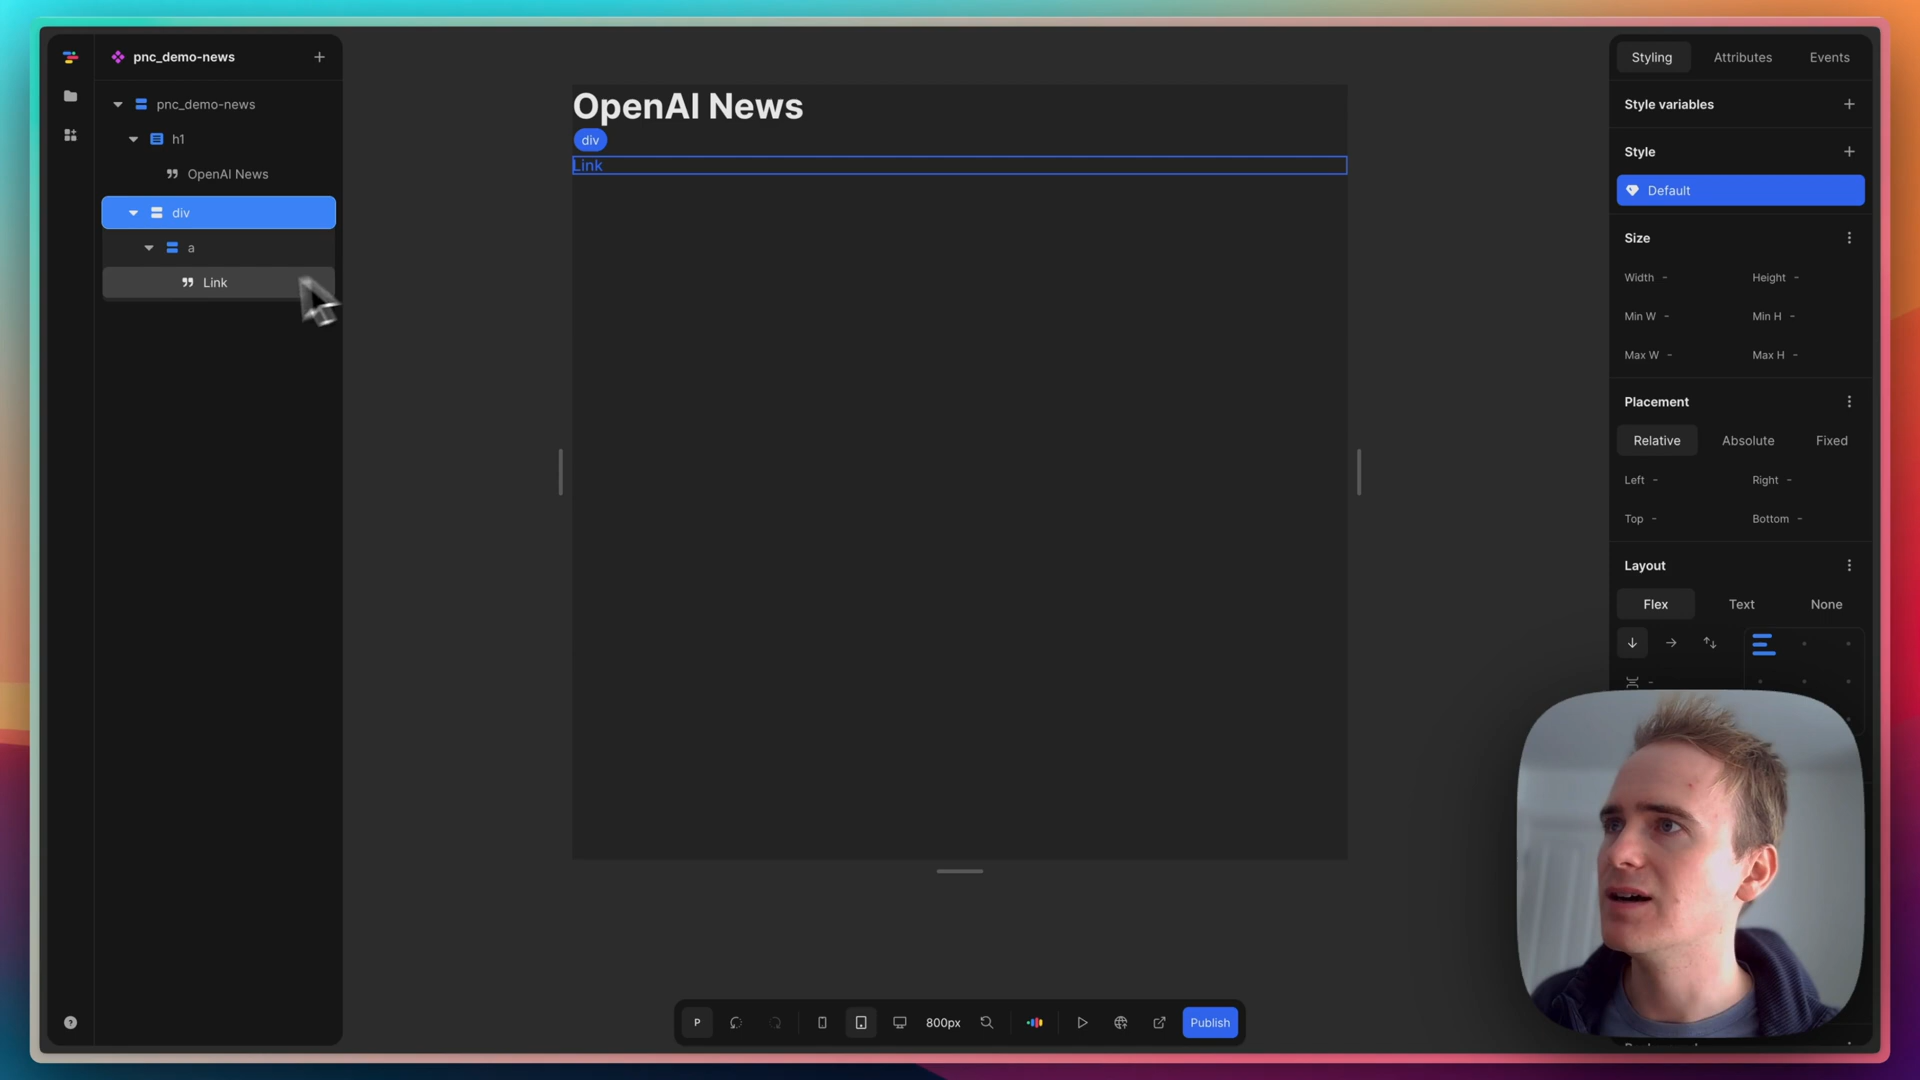 pnc_demo-news
pnc_demo-news
h1
OpenAI News
div
a
Link
OpenAI News
div
Link
Styling Attributes Events
Style variables
Style
Default
Size
Width - Height -
Min W - Min H -
Max W - Max H -
Placement
Relative Absolute Fixed
Left - Right -
Top - Bottom -
Layout
Flex Text None
-
P 800px Publish